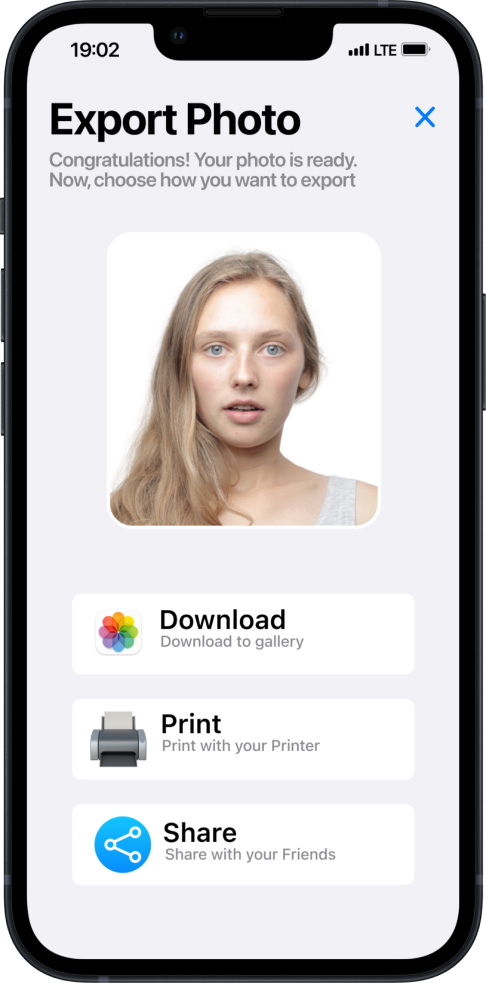 19:02
LTE
Export Photo
Congratulations! Your photo is ready.
Now, choose how you want to export
Download
Download to gallery
Print
Print with your Printer
Share
Share with your Friends